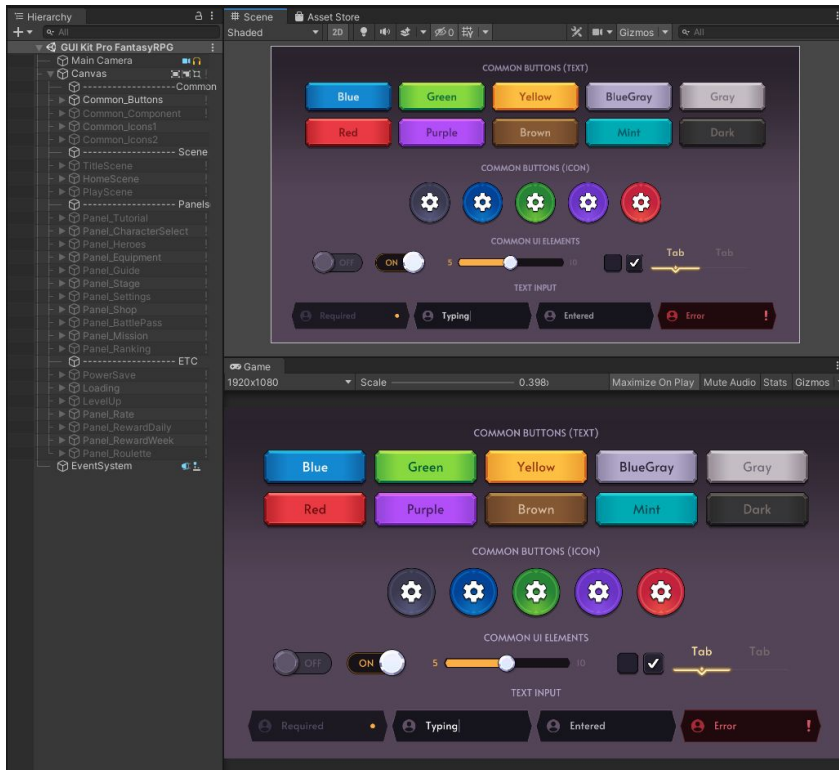 Hierarchy
All
GUI Kit Pro FantasyRPG
Main Camera
Canvas
--------------------Common
Common_Buttons
Common_Component
Common_Icons1
Common_Icons2
-------------------- Scene
TitleScene
HomeScene
PlayScene
-------------------- Panels
Panel_Tutorial
Panel_CharacterSelect
Panel_Heroes
Panel_Equipment
Panel_Guide
Panel_Stage
Panel_Settings
Panel_Shop
Panel_BattlePass
Panel_Mission
Panel_Ranking
-------------------- ETC
PowerSave
Loading
LevelUp
Panel_Rate
Panel_RewardDaily
Panel_RewardWeek
Panel_Roulette
EventSystem
Scene Asset Store
Shaded 2D 0 Gizmos All
COMMON BUTTONS (TEXT)
Blue Green Yellow BlueGray Gray
Red Purple Brown Mint Dark
COMMON BUTTONS (ICON)
COMMON UI ELEMENTS
OFF ON 5 10 Tab Tab
TEXT INPUT
Required Typing Entered Error !
Game
1920x1080 Scale 0.398x Maximize On Play Mute Audio Stats Gizmos
COMMON BUTTONS (TEXT)
Blue Green Yellow BlueGray Gray
Red Purple Brown Mint Dark
COMMON BUTTONS (ICON)
COMMON UI ELEMENTS
OFF ON 5 10 Tab Tab
TEXT INPUT
Required Typing Entered Error !